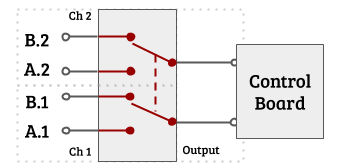 Ch 2
B.2
A.2
B.1
A.1
Ch 1
Output
Control
Board